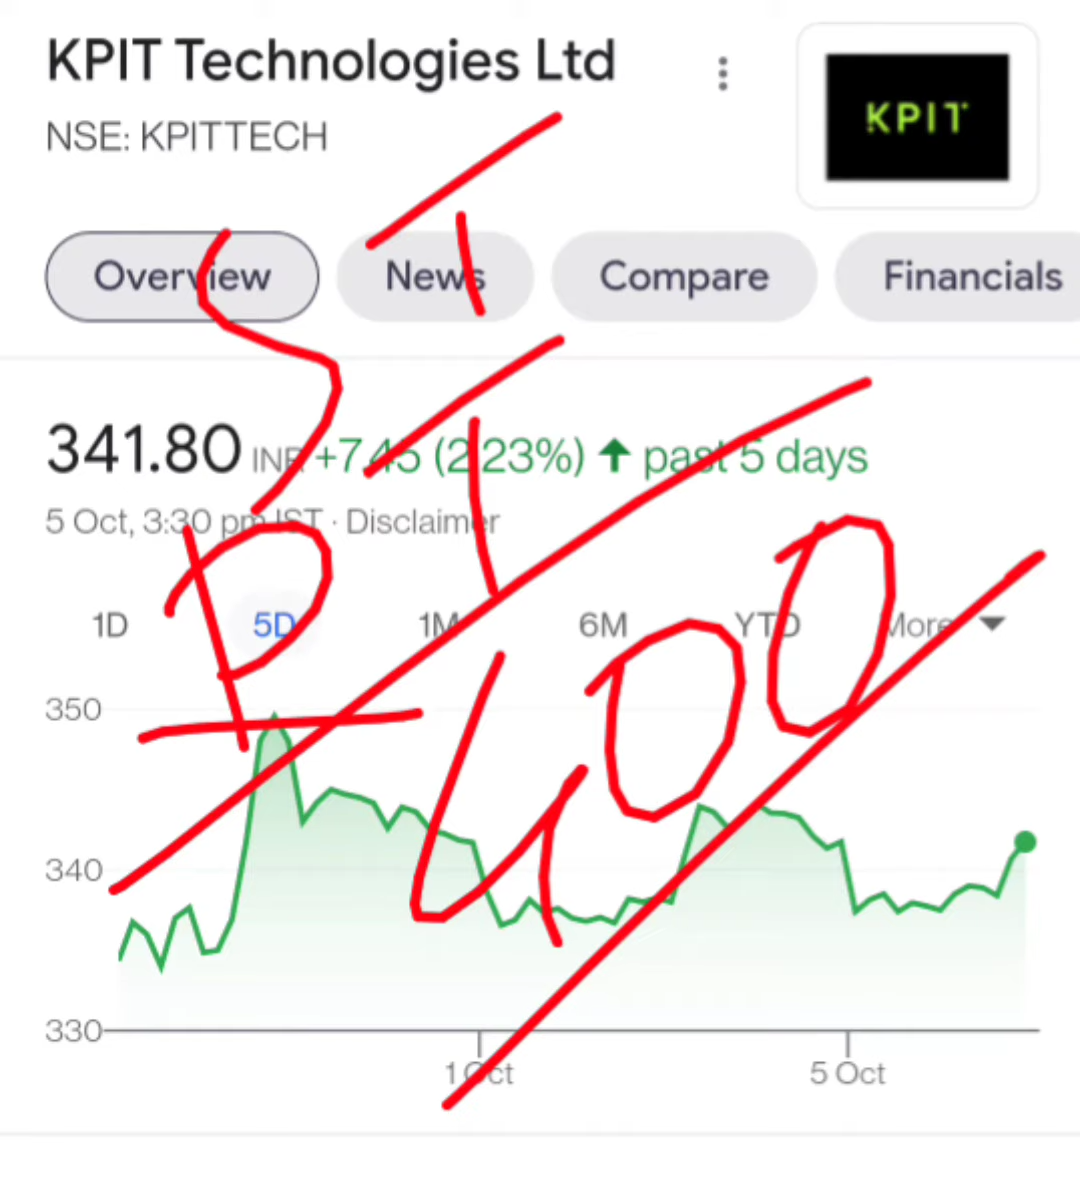 KPIT Technologies Ltd
KPIT
NSE: KPITTECH
Overview
News
Compare
Financials
341.80 INR +7.45 (2.23%) ↑ past 5 days
5 Oct, 3:30 pm IST · Disclaimer
1D
5D
1M
6M
YTD
More
350
340
330
1 Oct
5 Oct
400